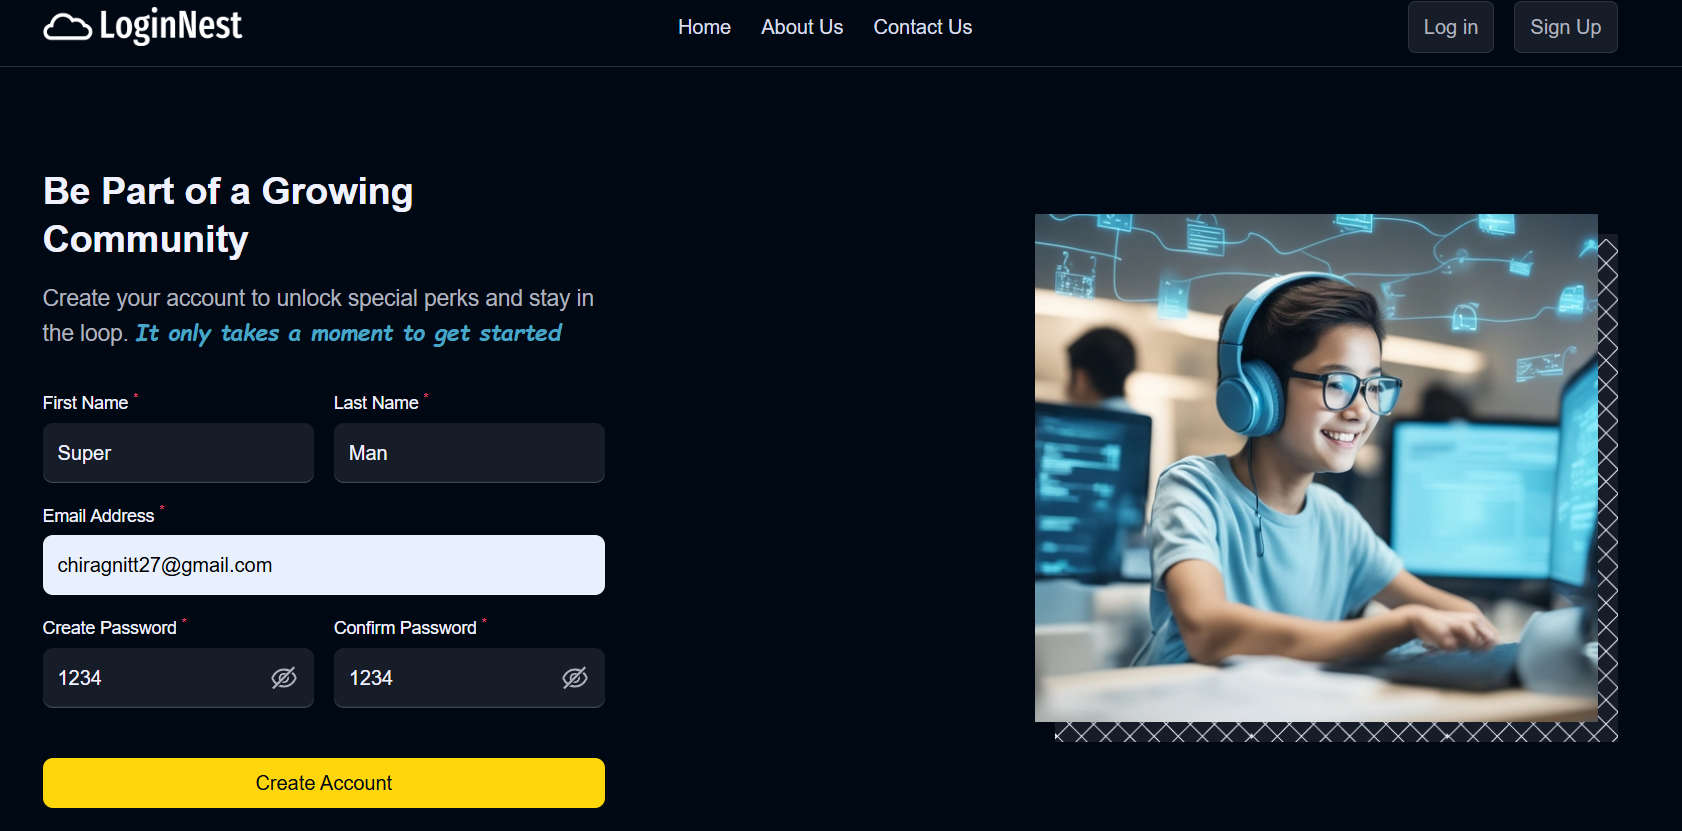 LoginNest
Home About Us Contact Us
Log in Sign Up
Be Part of a Growing
Community
Create your account to unlock special perks and stay in
the loop. It only takes a moment to get started
First Name * Last Name *
Super Man
Email Address *
chiragnitt27@gmail.com
Create Password * Confirm Password *
1234 1234
Create Account